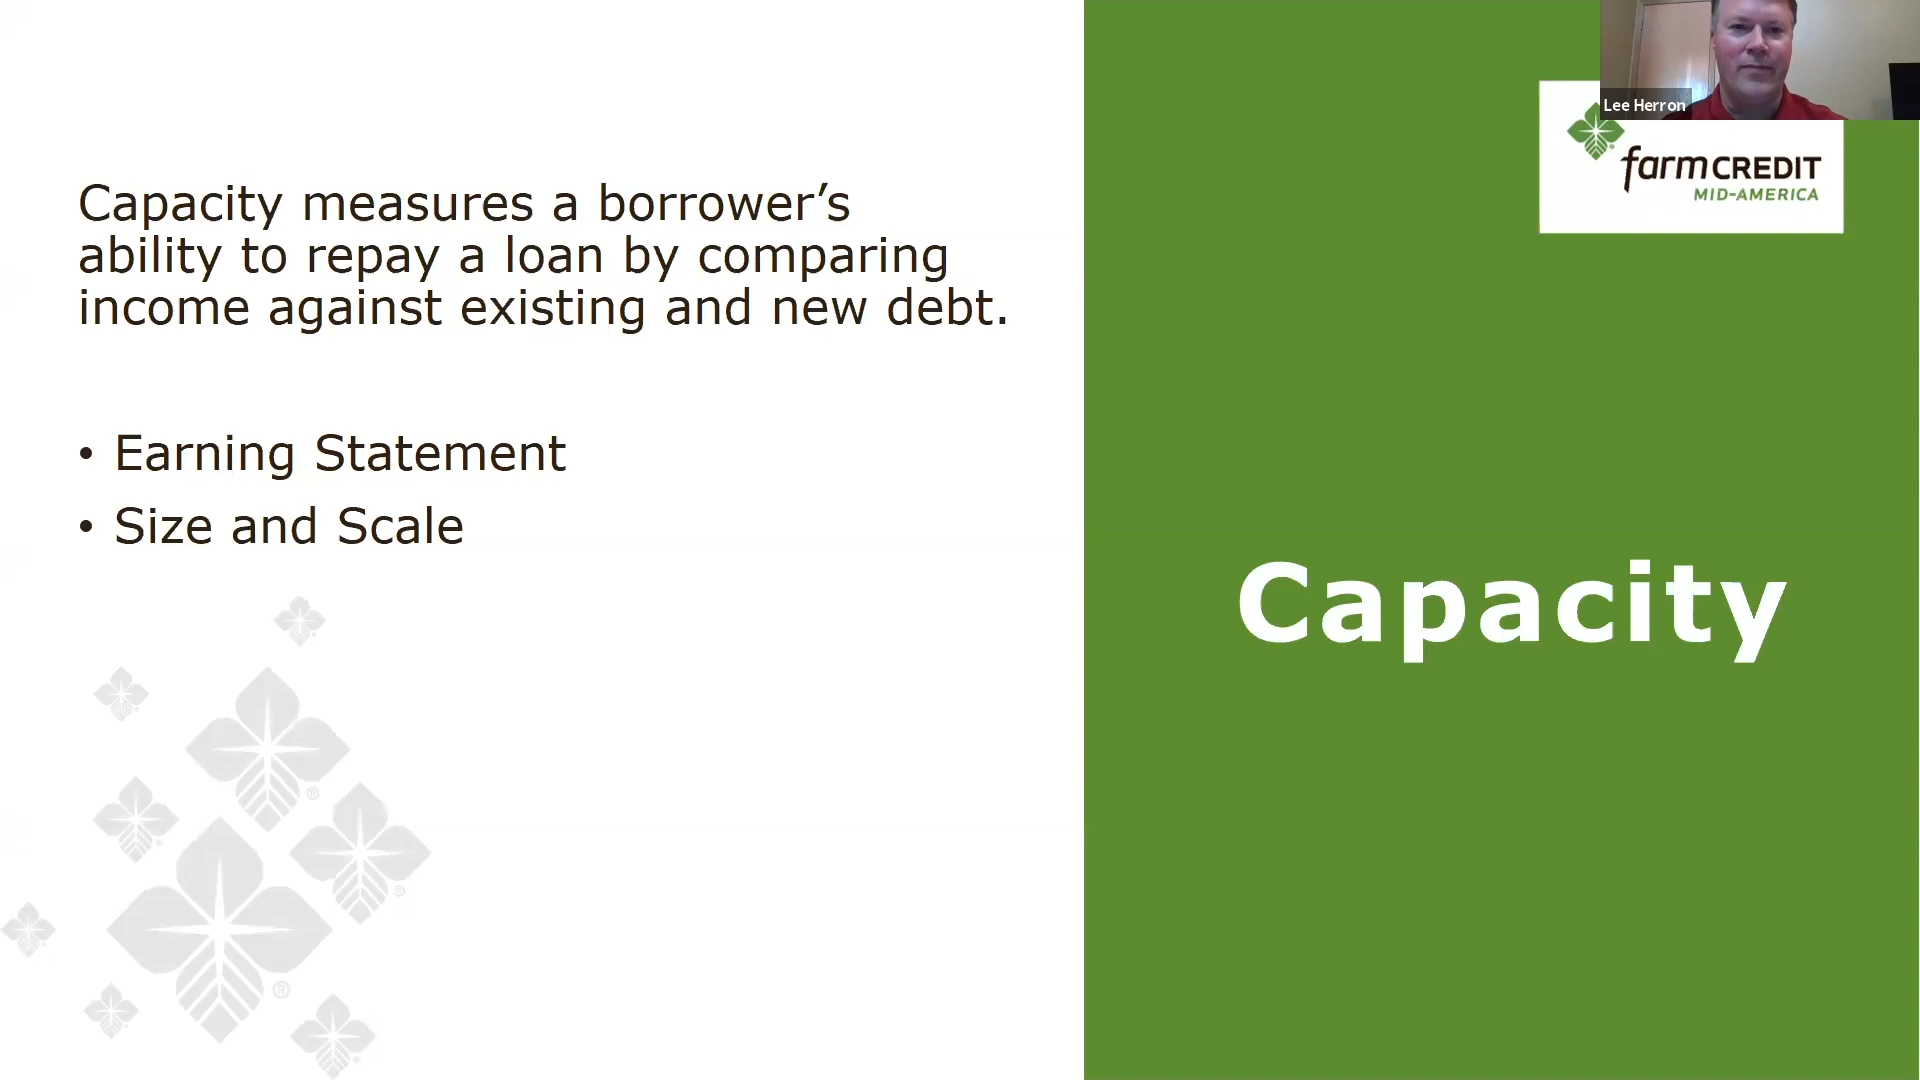 Capacity measures a borrower’s
ability to repay a loan by comparing
income against existing and new debt.
• Earning Statement
• Size and Scale
Lee Herron
farm CREDIT
MID-AMERICA
Capacity